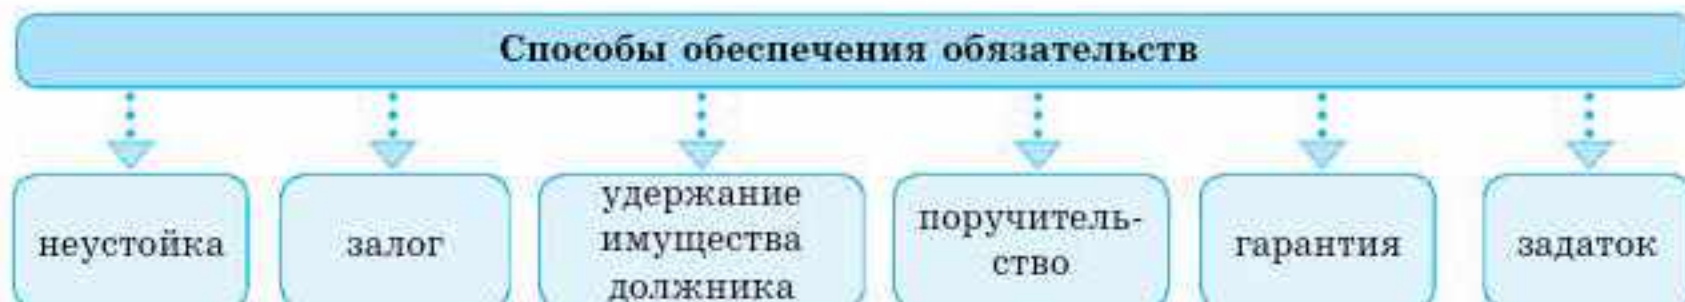 Способы обеспечения обязательств
неустойка
залог
удержание
имущества
должника
поручитель-
ство
гарантия
задаток